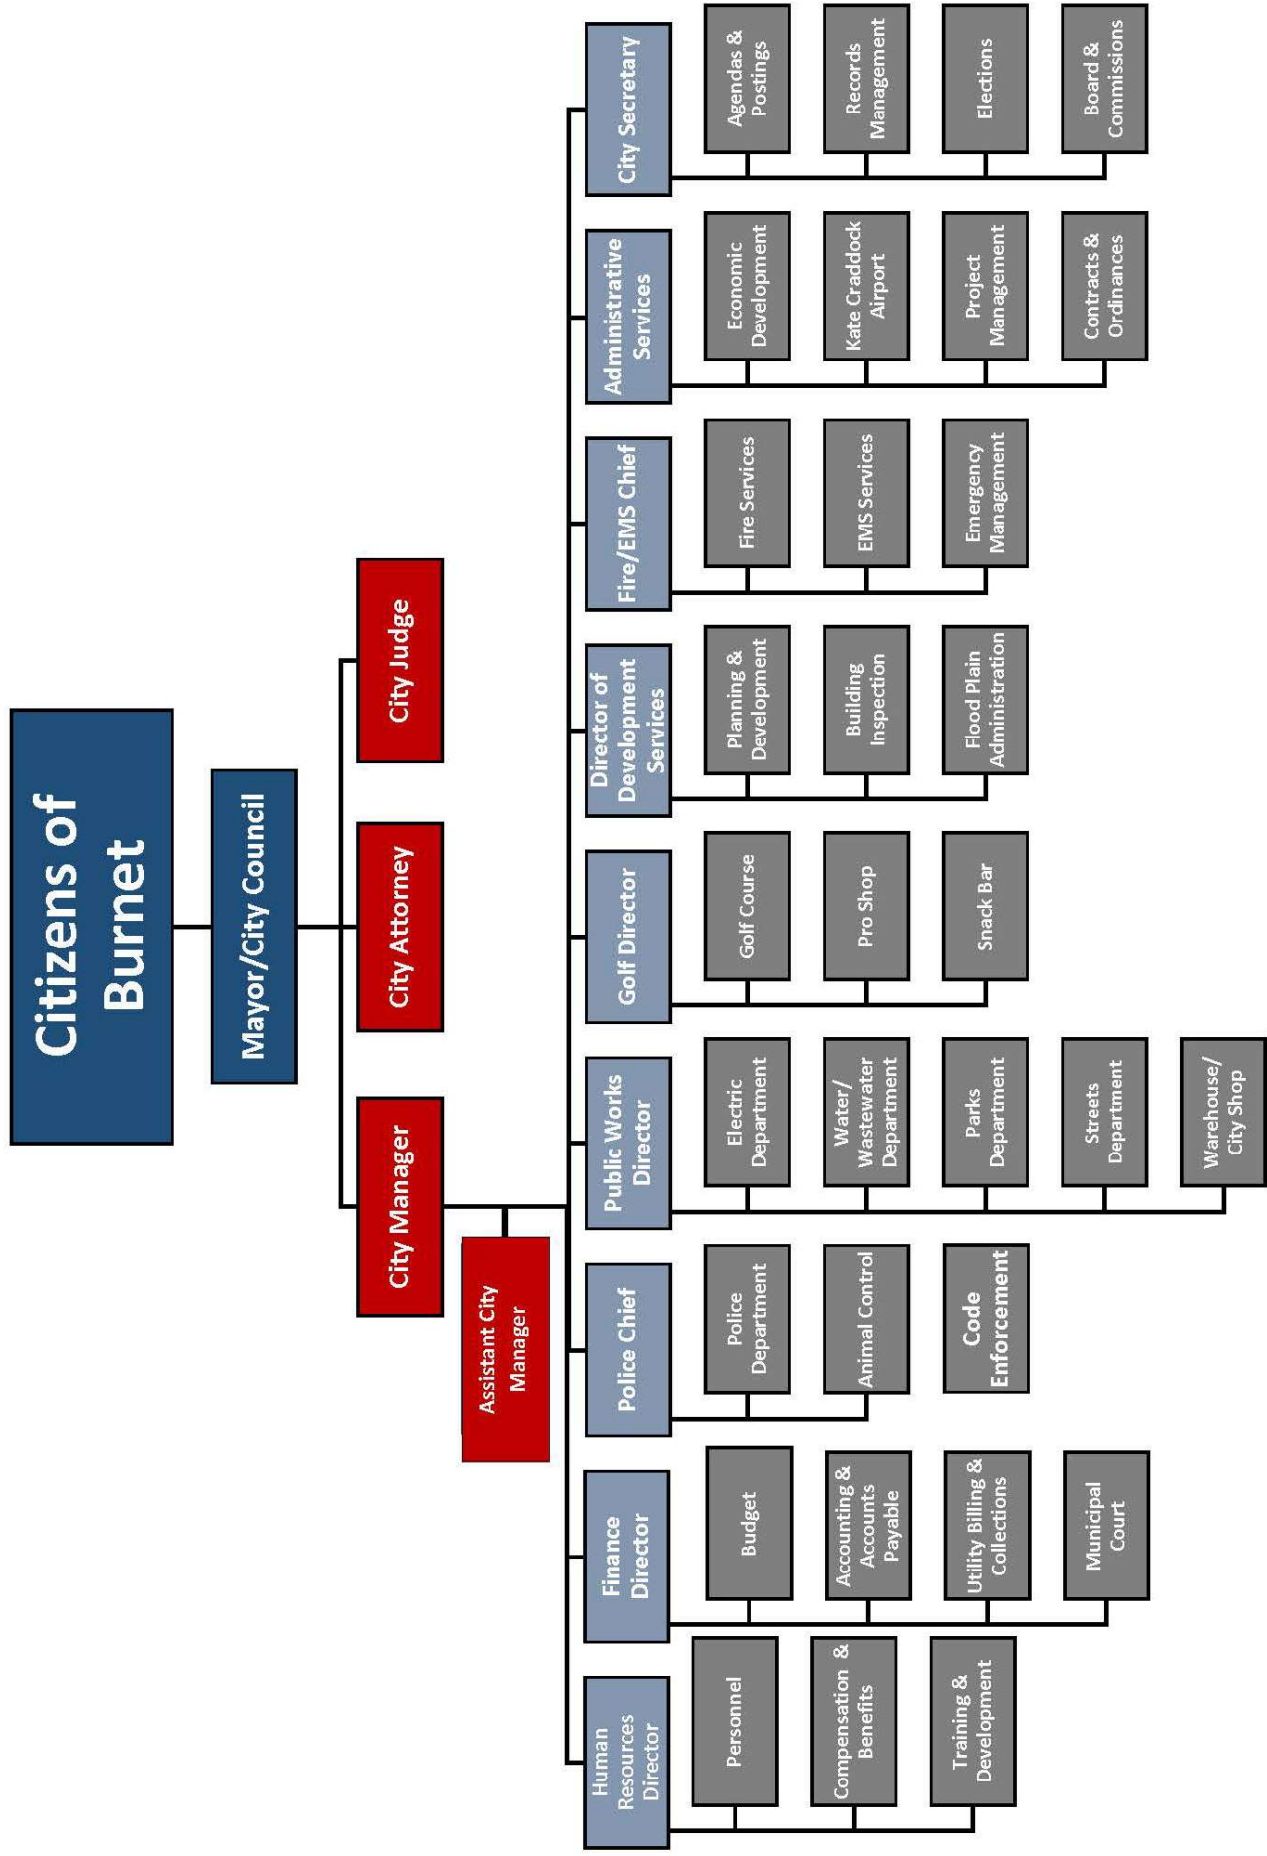 Citizens of
Burnet
Mayor/City Council
City Manager
City Attorney
City Judge
Assistant City
Manager
Human
Resources
Director
Personnel
Compensation &
Benefits
Training &
Development
Finance
Director
Budget
Accounting &
Accounts
Payable
Utility Billing &
Collections
Municipal
Court
Police Chief
Police
Department
Animal Control
Code
Enforcement
Public Works
Director
Electric
Department
Water/
Wastewater
Department
Parks
Department
Streets
Department
Warehouse/
City Shop
Golf Director
Golf Course
Pro Shop
Snack Bar
Director of
Development
Services
Planning &
Development
Building
Inspection
Flood Plain
Administration
Fire/EMS Chief
Fire Services
EMS Services
Emergency
Management
Administrative
Services
Economic
Development
Kate Craddock
Airport
Project
Management
Contracts &
Ordinances
City Secretary
Agendas &
Postings
Records
Management
Elections
Board &
Commissions